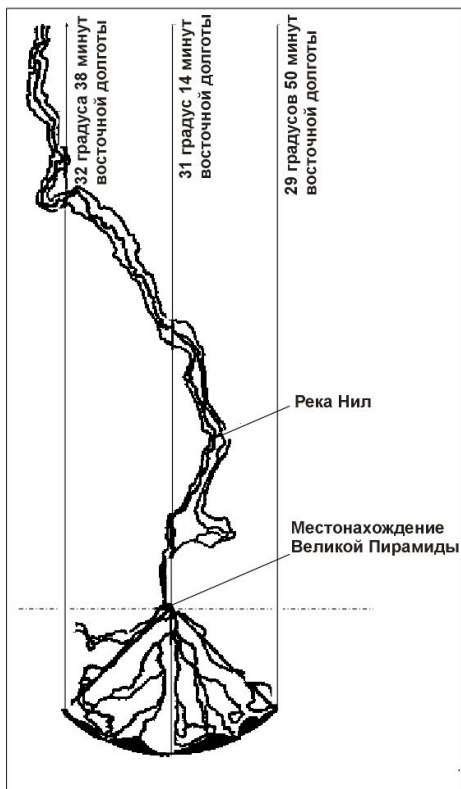 32 градуса 38 минут
восточной долготы
31 градус 14 минут
восточной долготы
29 градусов 50 минут
восточной долготы
Река Нил
Местонахождение
Великой Пирамиды